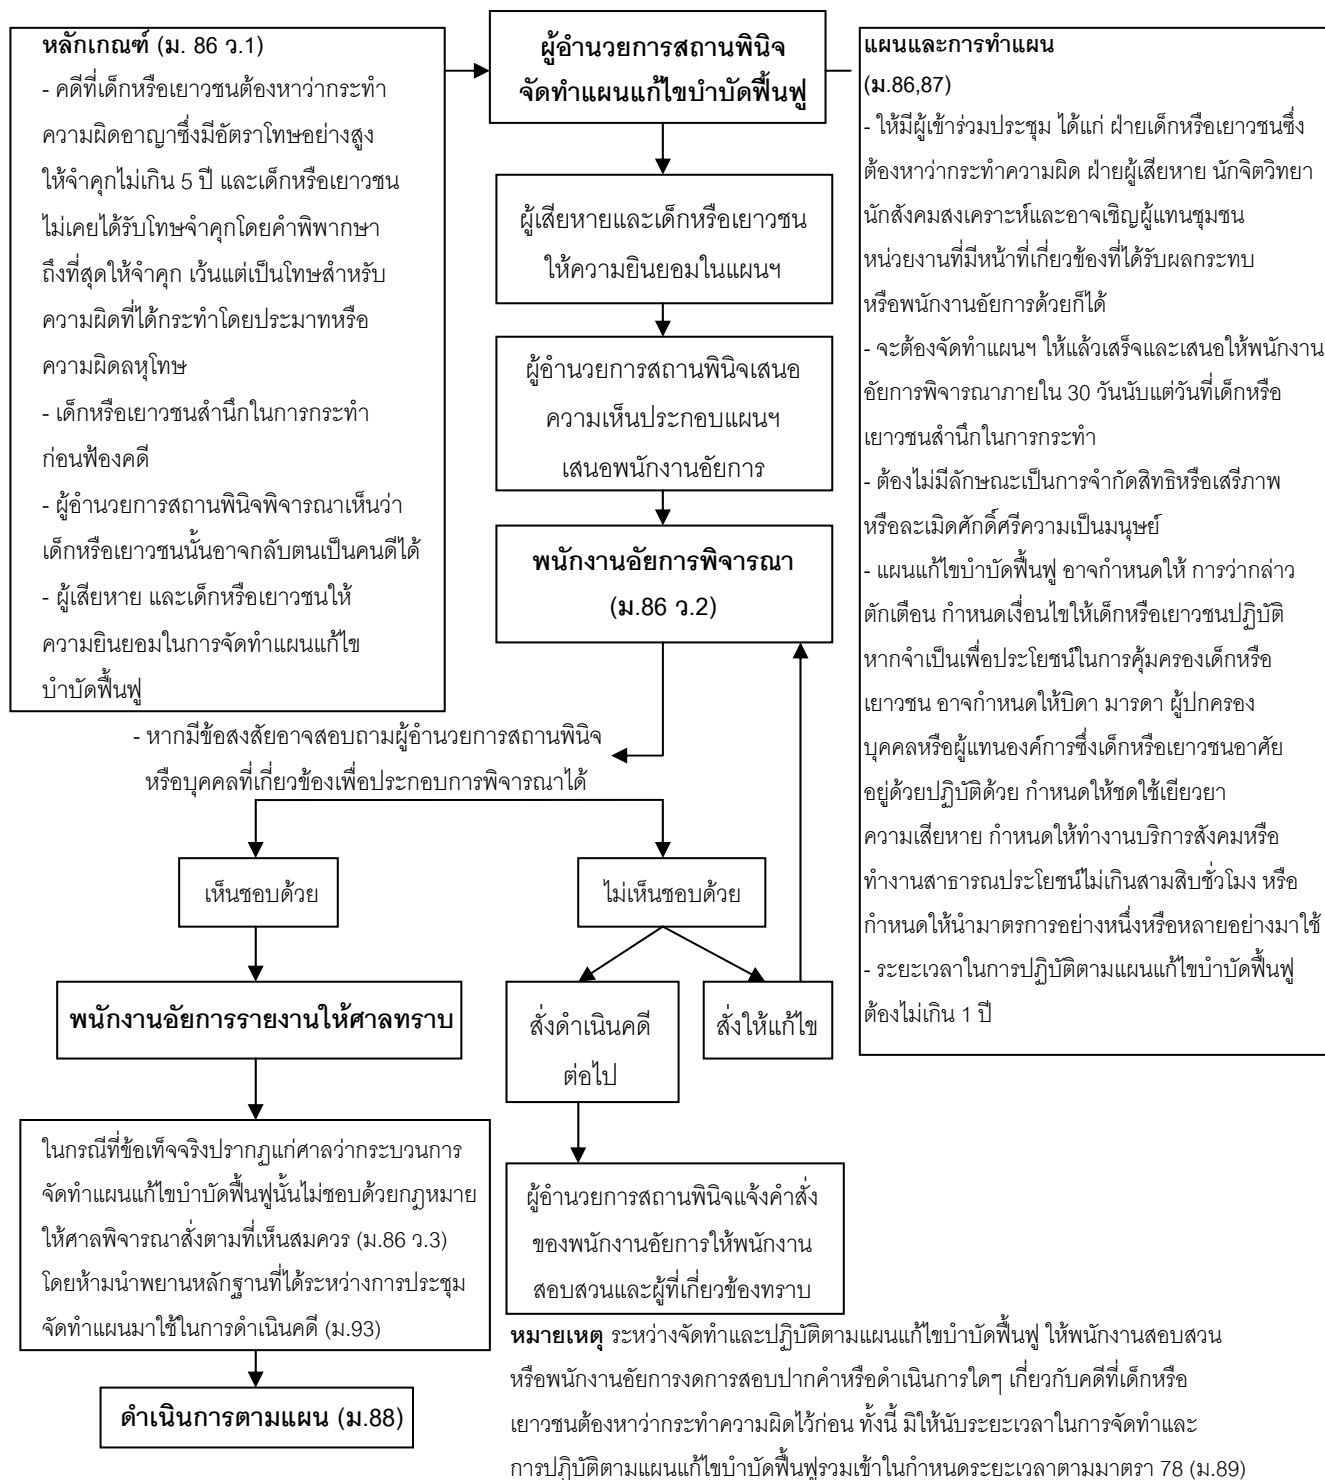 หลักเกณฑ์ (ม. 86 ว.1)
- คดีที่เด็กหรือเยาวชนต้องหาว่ากระทำ
ความผิดอาญาซึ่งมีอัตราโทษอย่างสูง
ให้จำคุกไม่เกิน 5 ปี และเด็กหรือเยาวชน
ไม่เคยได้รับโทษจำคุกโดยคำพิพากษา
ถึงที่สุดให้จำคุก เว้นแต่เป็นโทษสำหรับ
ความผิดที่ได้กระทำโดยประมาทหรือ
ความผิดลหุโทษ
- เด็กหรือเยาวชนสำนึกในการกระทำ
ก่อนฟ้องคดี
- ผู้อำนวยการสถานพินิจพิจารณาเห็นว่า
เด็กหรือเยาวชนนั้นอาจกลับตนเป็นคนดีได้
- ผู้เสียหาย และเด็กหรือเยาวชนให้
ความยินยอมในการจัดทำแผนแก้ไข
บำบัดฟื้นฟู
ผู้อำนวยการสถานพินิจ
จัดทำแผนแก้ไขบำบัดฟื้นฟู
ผู้เสียหายและเด็กหรือเยาวชน
ให้ความยินยอมในแผนฯ
ผู้อำนวยการสถานพินิจเสนอ
ความเห็นประกอบแผนฯ
เสนอพนักงานอัยการ
พนักงานอัยการพิจารณา
(ม.86 ว.2)
แผนและการทำแผน
(ม.86,87)
- ให้มีผู้เข้าร่วมประชุม ได้แก่ ฝ่ายเด็กหรือเยาวชนซึ่ง
ต้องหาว่ากระทำความผิด ฝ่ายผู้เสียหาย นักจิตวิทยา
นักสังคมสงเคราะห์และอาจเชิญผู้แทนชุมชน
หน่วยงานที่มีหน้าที่เกี่ยวข้องที่ได้รับผลกระทบ
หรือพนักงานอัยการด้วยก็ได้
- จะต้องจัดทำแผนฯ ให้แล้วเสร็จและเสนอให้พนักงาน
อัยการพิจารณาภายใน 30 วันนับแต่วันที่เด็กหรือ
เยาวชนสำนึกในการกระทำ
- ต้องไม่มีลักษณะเป็นการจำกัดสิทธิหรือเสรีภาพ
หรือละเมิดศักดิ์ศรีความเป็นมนุษย์
- แผนแก้ไขบำบัดฟื้นฟู อาจกำหนดให้ การว่ากล่าว
ตักเตือน กำหนดเงื่อนไขให้เด็กหรือเยาวชนปฏิบัติ
หากจำเป็นเพื่อประโยชน์ในการคุ้มครองเด็กหรือ
เยาวชน อาจกำหนดให้บิดา มารดา ผู้ปกครอง
บุคคลหรือผู้แทนองค์การซึ่งเด็กหรือเยาวชนอาศัย
อยู่ด้วยปฏิบัติด้วย กำหนดให้ชดใช้เยียวยา
ความเสียหาย กำหนดให้ทำงานบริการสังคมหรือ
ทำงานสาธารณประโยชน์ไม่เกินสามสิบชั่วโมง หรือ
กำหนดให้นำมาตรการอย่างหนึ่งหรือหลายอย่างมาใช้
- ระยะเวลาในการปฏิบัติตามแผนแก้ไขบำบัดฟื้นฟู
ต้องไม่เกิน 1 ปี
- หากมีข้อสงสัยอาจสอบถามผู้อำนวยการสถานพินิจ
หรือบุคคลที่เกี่ยวข้องเพื่อประกอบการพิจารณาได้
เห็นชอบด้วย
ไม่เห็นชอบด้วย
พนักงานอัยการรายงานให้ศาลทราบ
สั่งดำเนินคดี
ต่อไป
สั่งให้แก้ไข
ในกรณีที่ข้อเท็จจริงปรากฏแก่ศาลว่ากระบวนการ
จัดทำแผนแก้ไขบำบัดฟื้นฟูนั้นไม่ชอบด้วยกฎหมาย
ให้ศาลพิจารณาสั่งตามที่เห็นสมควร (ม.86 ว.3)
โดยห้ามนำพยานหลักฐานที่ได้ระหว่างการประชุม
จัดทำแผนมาใช้ในการดำเนินคดี (ม.93)
ผู้อำนวยการสถานพินิจแจ้งคำสั่ง
ของพนักงานอัยการให้พนักงาน
สอบสวนและผู้ที่เกี่ยวข้องทราบ
ดำเนินการตามแผน (ม.88)
หมายเหตุ ระหว่างจัดทำและปฏิบัติตามแผนแก้ไขบำบัดฟื้นฟู ให้พนักงานสอบสวน
หรือพนักงานอัยการงดการสอบปากคำหรือดำเนินการใดๆ เกี่ยวกับคดีที่เด็กหรือ
เยาวชนต้องหาว่ากระทำความผิดไว้ก่อน ทั้งนี้ มิให้นับระยะเวลาในการจัดทำและ
การปฏิบัติตามแผนแก้ไขบำบัดฟื้นฟูรวมเข้าในกำหนดระยะเวลาตามมาตรา 78 (ม.89)